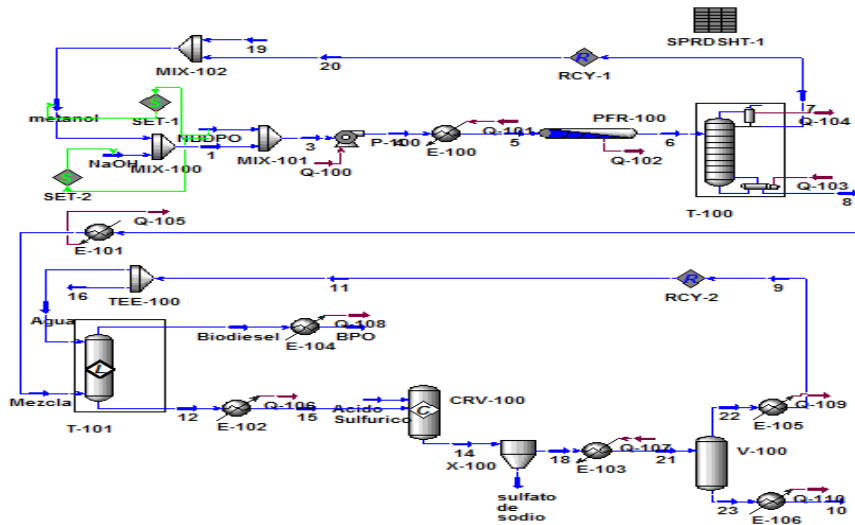 SPRDSHT-1
19
20
MIX-102
RCY-1
metanol
SET-1
NaOH
MIX-100
1
MIX-101
3
P-100
Q-100
E-100
Q-101
5
PFR-100
Q-102
6
7
Q-104
Q-103
8
T-100
SET-2
Q-105
E-101
16
TEE-100
11
RCY-2
9
Agua
Biodiesel
Q-108
E-104
BPO
Mezcla
T-101
12
Q-106
E-102
15
Acido
Sulfurico
CRV-100
14
X-100
18
Q-107
E-103
21
sulfato
de
sodio
22
Q-109
E-105
V-100
23
Q-110
E-106
10